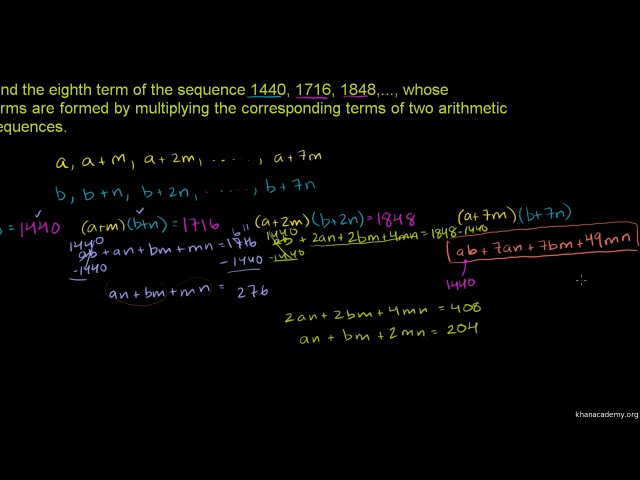 nd the eighth term of the sequence 1440, 1716, 1848,..., whose
rms are formed by multiplying the corresponding terms of two arithmetic
equences.
a, a+m, a+2m, ......, a+7m
b, b+n, b+2n, ......, b+7n
b = 1440 (a+m)(b+n) = 1716 (a+2m)(b+2n) = 1848 (a+7m)(b+7n)
1440 ab + an + bm + mn = 1716 1440 ab + 2an + 2bm + 4mn = 1848 -1440 ab + 7an + 7bm + 49mn
-1440 -1440 -1440 1440
an + bm + mn = 276
2an + 2bm + 4mn = 408
an + bm + 2mn = 204
khanacademy.org